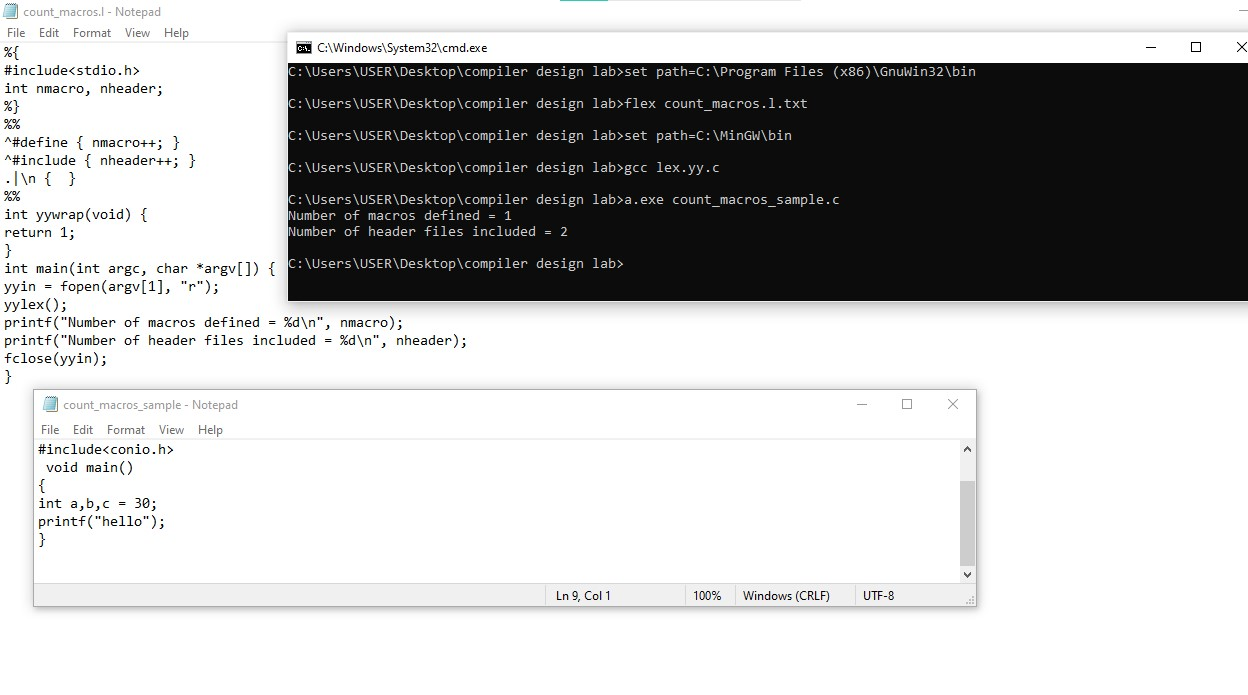 count_macros.l - Notepad
File Edit Format View Help
%{
#include<stdio.h>
int nmacro, nheader;
%}
%%
^#define { nmacro++; }
^#include { nheader++; }
.|\n {  }
%%
int yywrap(void) {
return 1;
}
int main(int argc, char *argv[]) {
yyin = fopen(argv[1], "r");
yylex();
printf("Number of macros defined = %d\n", nmacro);
printf("Number of header files included = %d\n", nheader);
fclose(yyin);
}
C:\Windows\System32\cmd.exe
C:\Users\USER\Desktop\compiler design lab>set path=C:\Program Files (x86)\GnuWin32\bin
C:\Users\USER\Desktop\compiler design lab>flex count_macros.l.txt
C:\Users\USER\Desktop\compiler design lab>set path=C:\MinGW\bin
C:\Users\USER\Desktop\compiler design lab>gcc lex.yy.c
C:\Users\USER\Desktop\compiler design lab>a.exe count_macros_sample.c
Number of macros defined = 1
Number of header files included = 2
C:\Users\USER\Desktop\compiler design lab>
count_macros_sample - Notepad
File Edit Format View Help
#include<conio.h>
 void main()
{
int a,b,c = 30;
printf("hello");
}
Ln 9, Col 1 100% Windows (CRLF) UTF-8